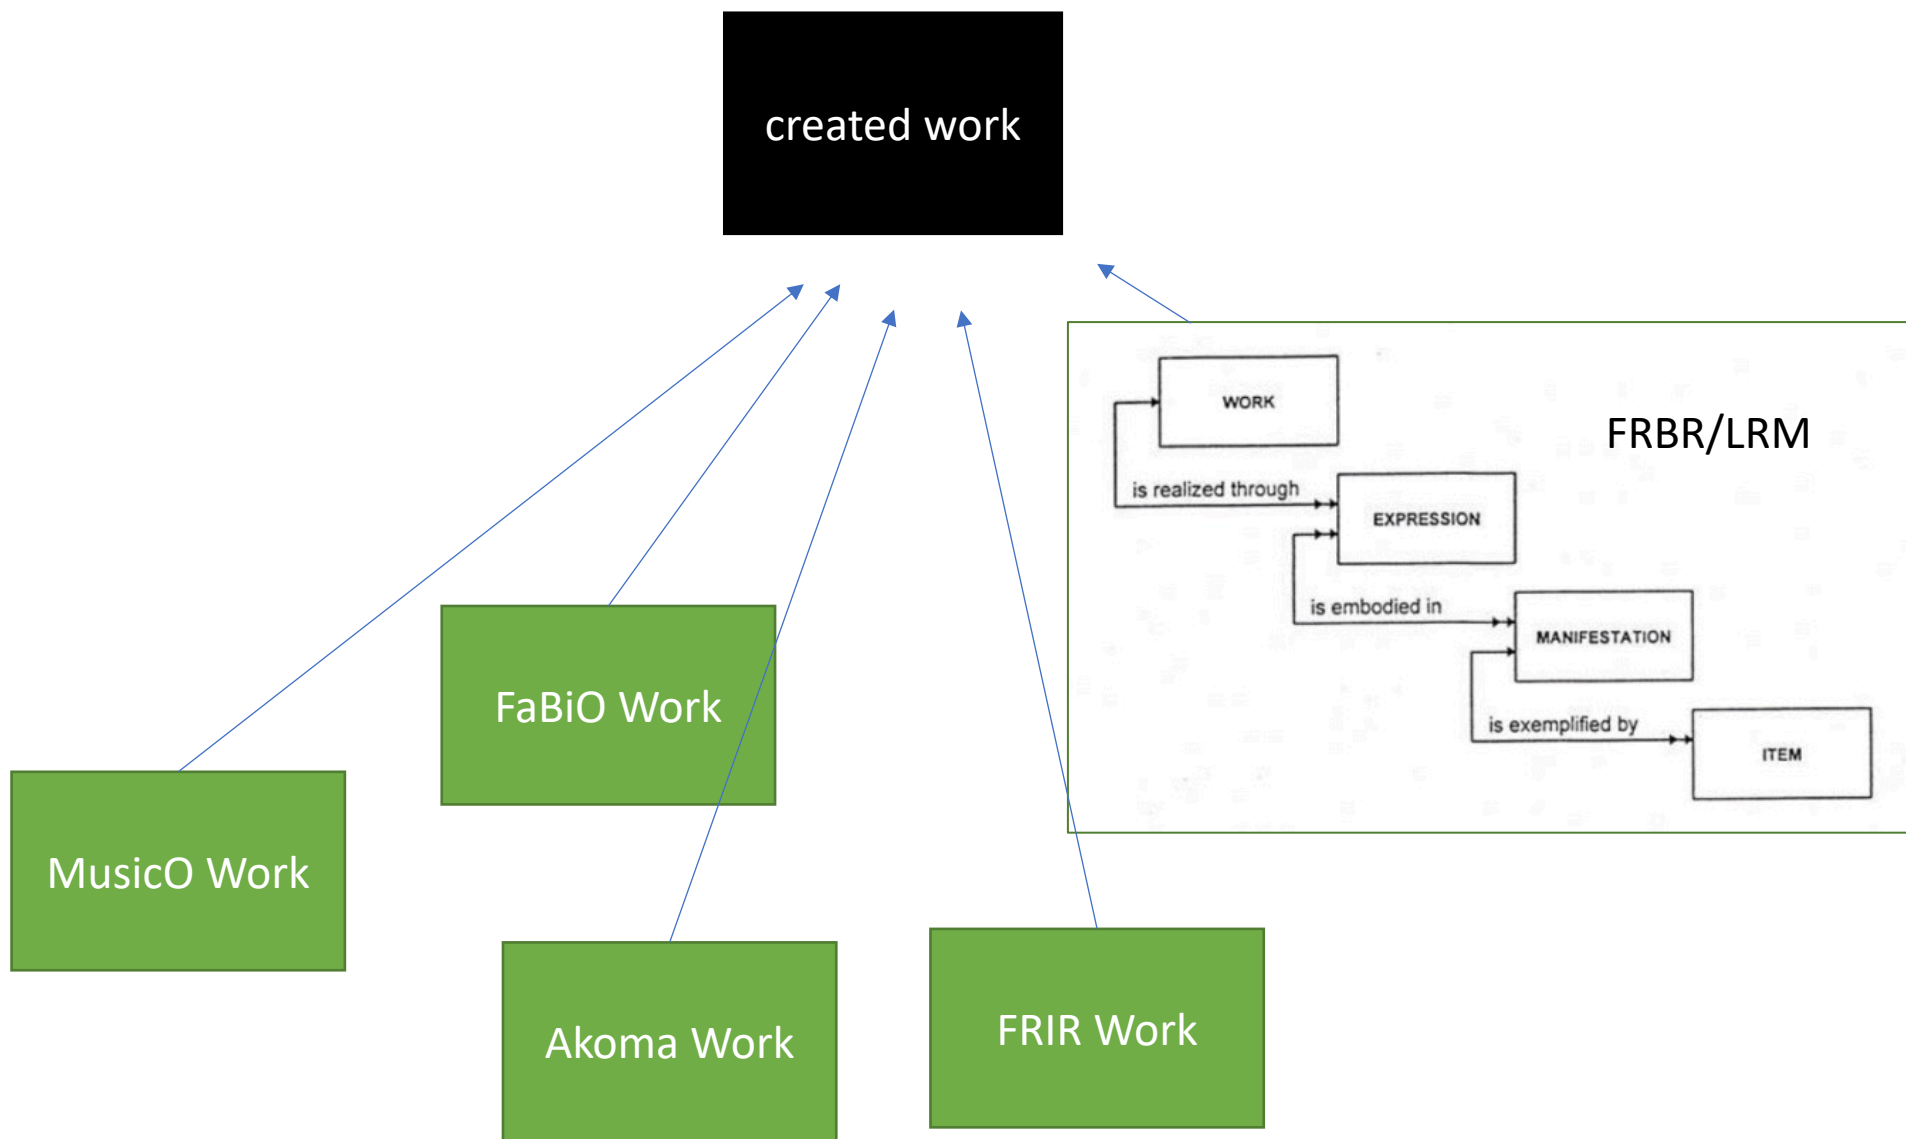 created work
FRBR/LRM
WORK
is realized through
EXPRESSION
is embodied in
MANIFESTATION
is exemplified by
ITEM
FaBiO Work
MusicO Work
Akoma Work
FRIR Work